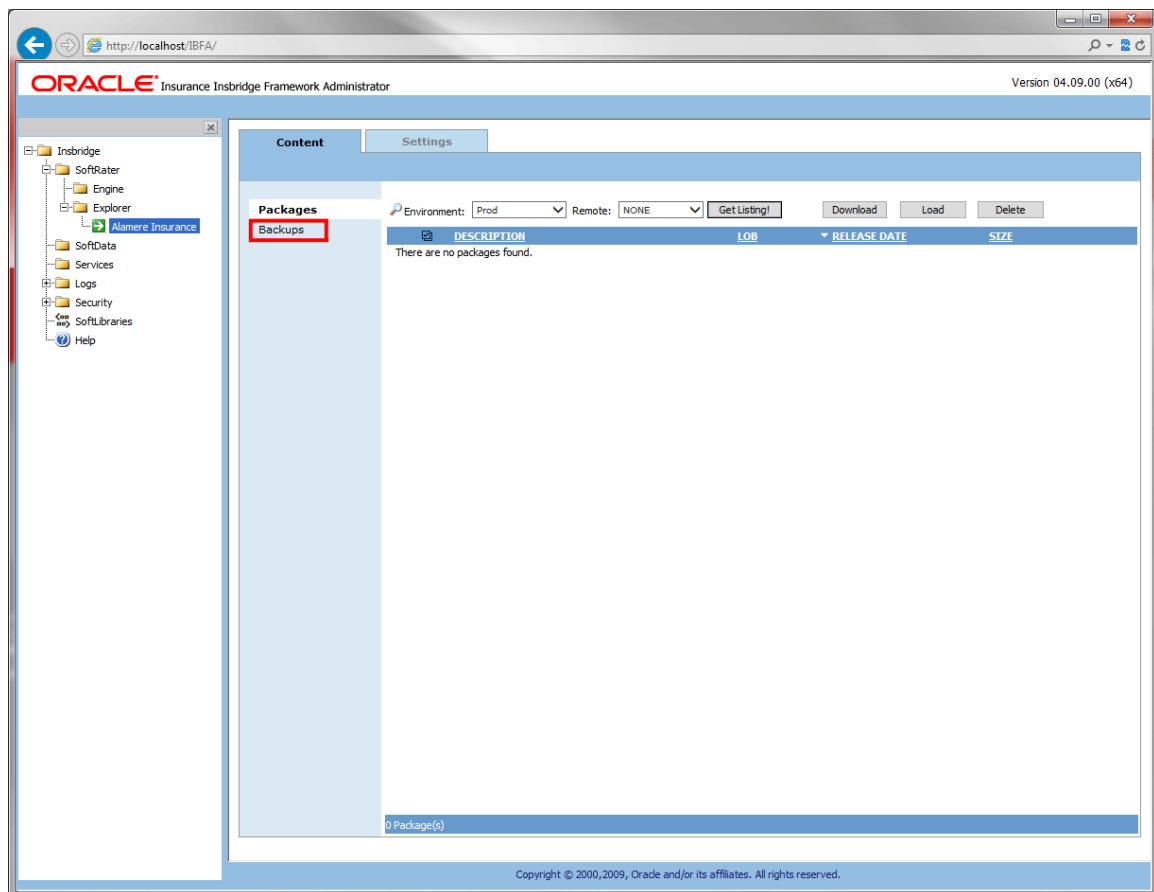 http://localhost/IBFA/
ORACLE® Insurance Insbridge Framework Administrator
Version 04.09.00 (x64)
Insbridge
SoftRater
Engine
Explorer
Alamere Insurance
SoftData
Services
Logs
Security
SoftLibraries
Help
Content
Settings
Packages
Backups
Environment: Prod Remote: NONE Get Listing! Download Load Delete
DESCRIPTION LOB RELEASE DATE SIZE
There are no packages found.
0 Package(s)
Copyright © 2000,2009, Oracle and/or its affiliates. All rights reserved.